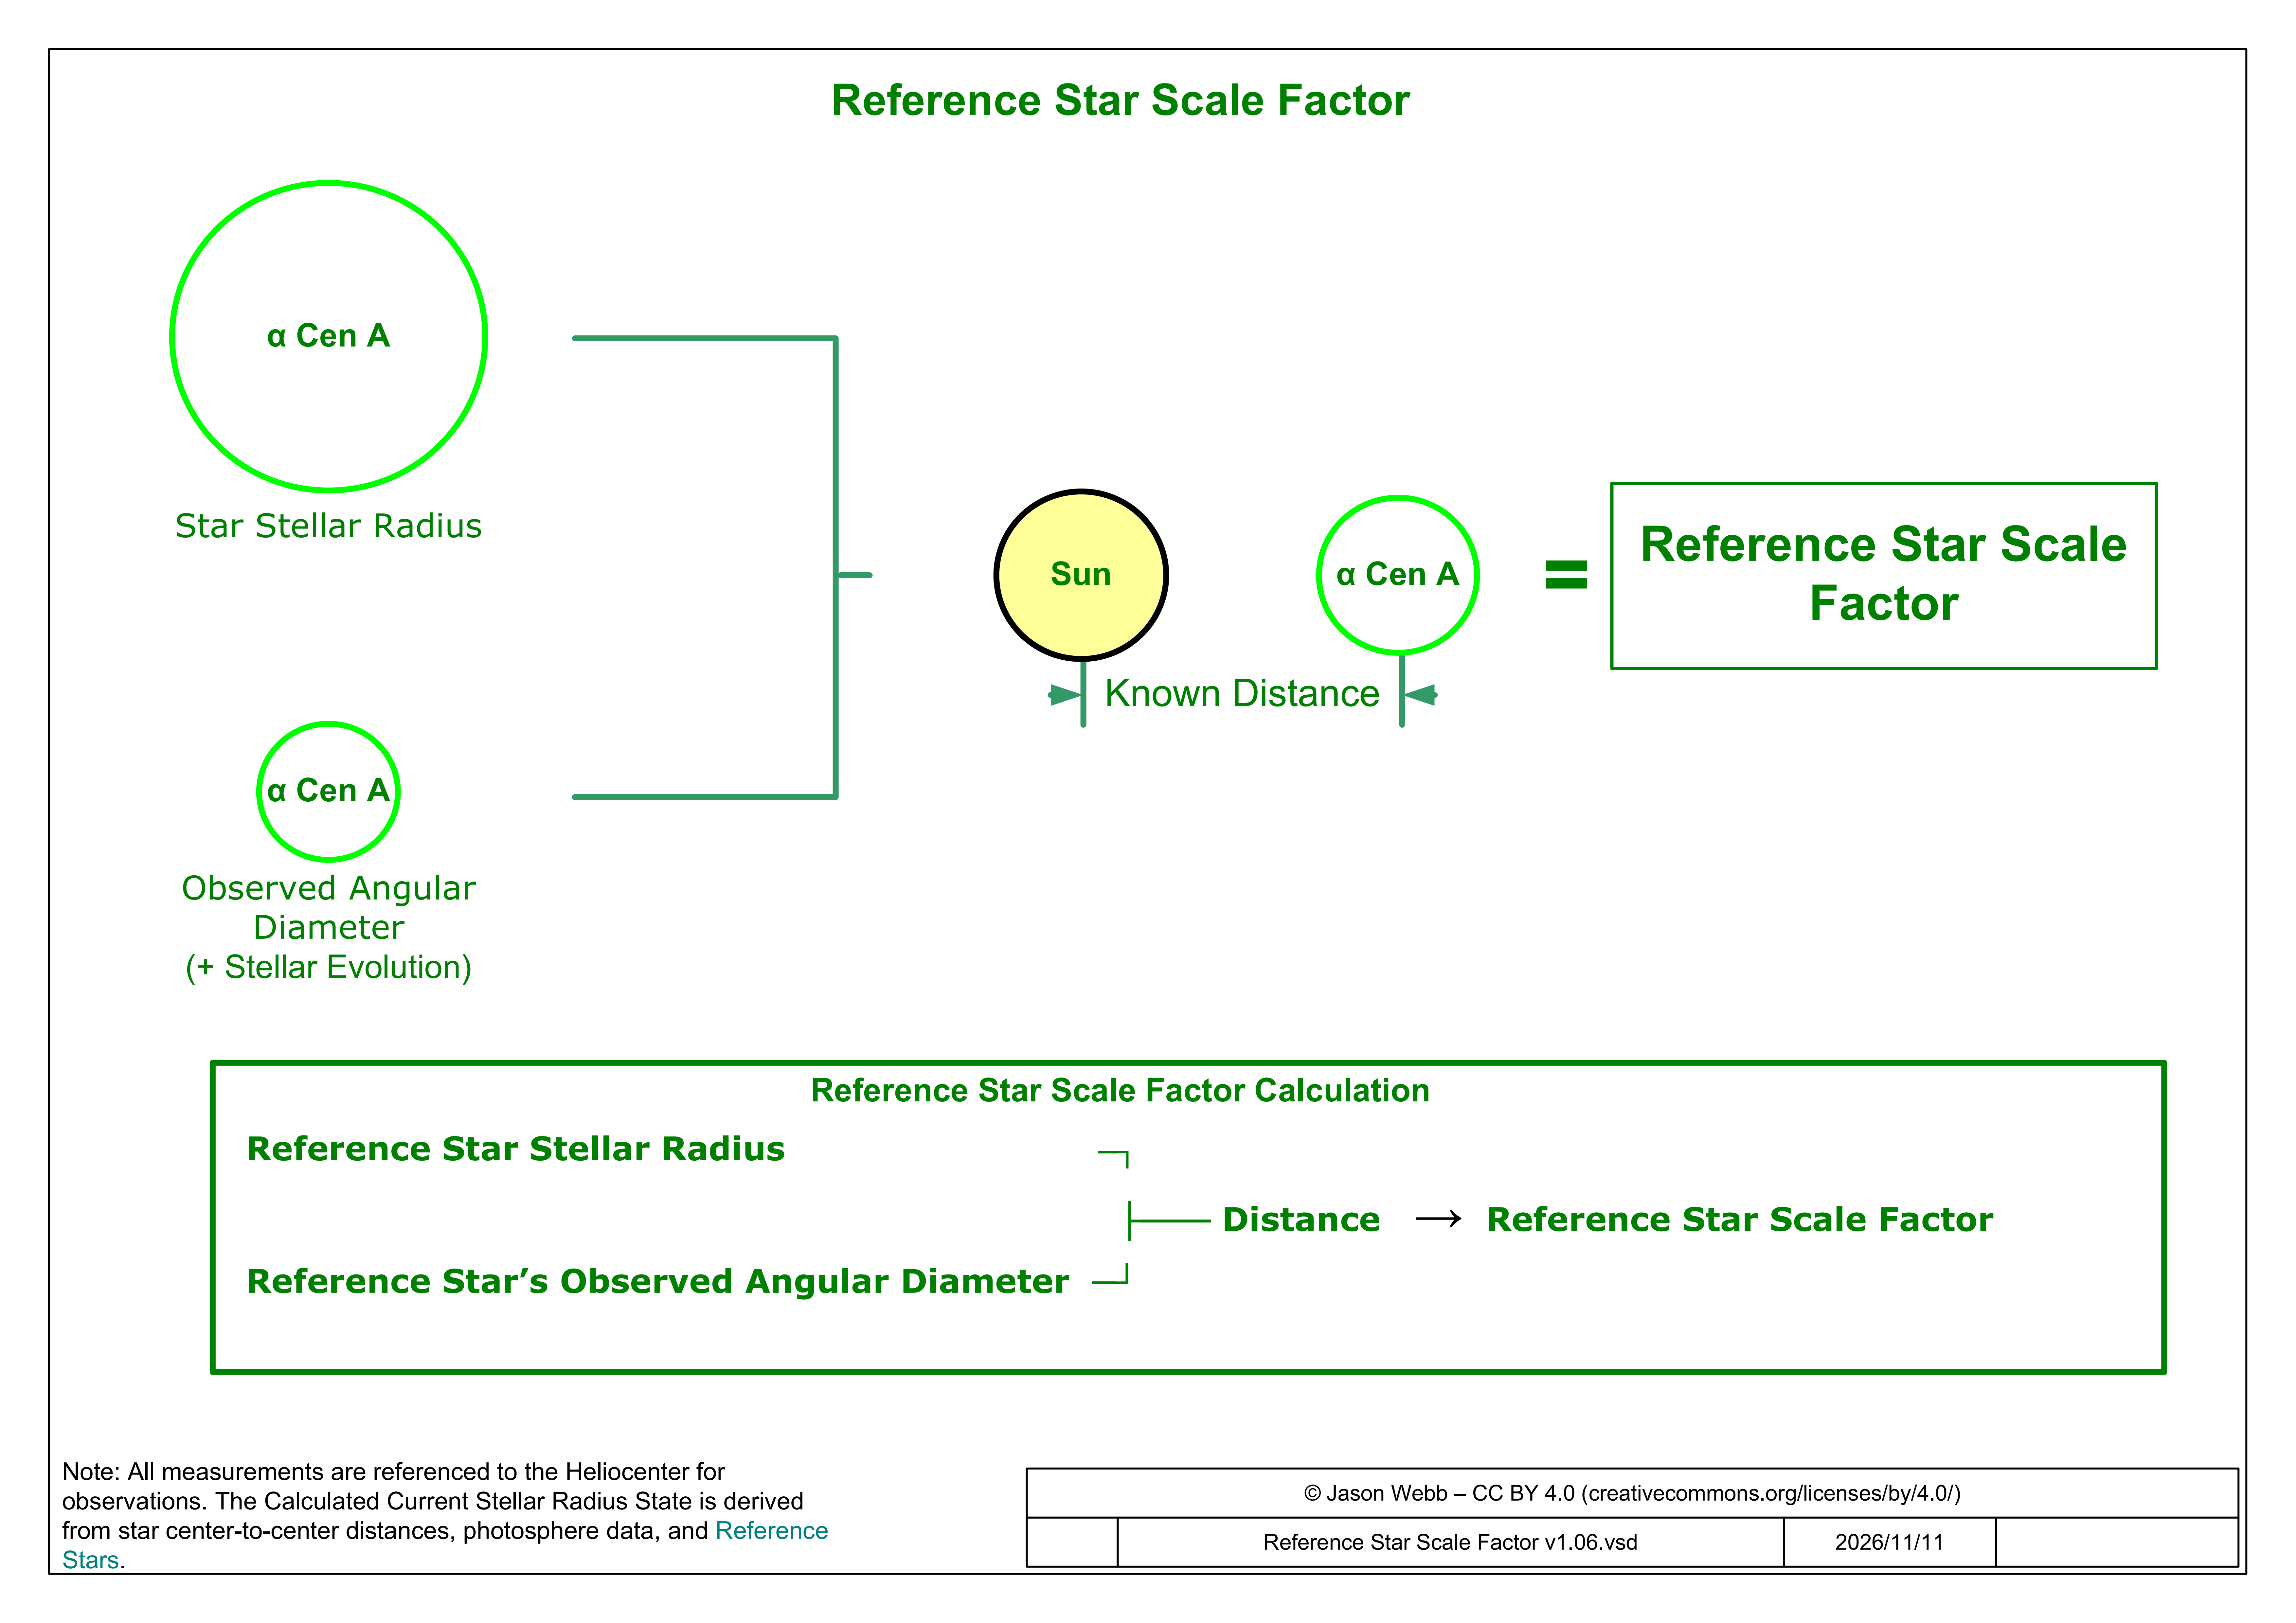 Reference Star Scale Factor
α Cen A
Star Stellar Radius
Sun
α Cen A
=
Reference Star Scale
Factor
Known Distance
α Cen A
Observed Angular
Diameter
(+ Stellar Evolution)
Reference Star Scale Factor Calculation
Reference Star Stellar Radius
Distance → Reference Star Scale Factor
Reference Star’s Observed Angular Diameter
Note: All measurements are referenced to the Heliocenter for
observations. The Calculated Current Stellar Radius State is derived
from star center-to-center distances, photosphere data, and Reference
Stars.
© Jason Webb – CC BY 4.0 (creativecommons.org/licenses/by/4.0/)
Reference Star Scale Factor v1.06.vsd
2026/11/11